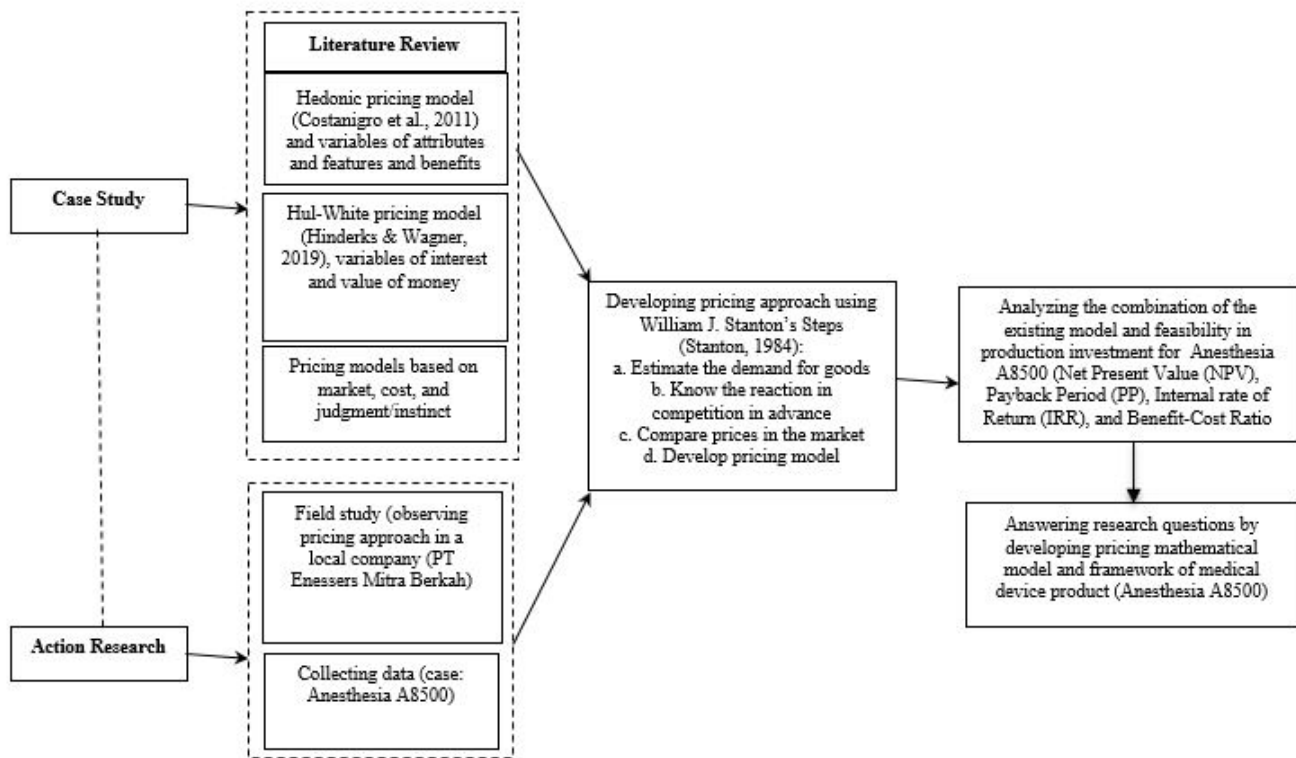 Case Study
Action Research
Literature Review
Hedonic pricing model
(Costanigro et al., 2011)
and variables of attributes
and features and benefits
Hul-White pricing model
(Hinderks & Wagner,
2019), variables of interest
and value of money
Pricing models based on
market, cost, and
judgment/instinct
Field study (observing
pricing approach in a
local company (PT
Enessers Mitra Berkah)
Collecting data (case:
Anesthesia A8500)
Developing pricing approach using
William J. Stanton’s Steps
(Stanton, 1984):
a. Estimate the demand for goods
b. Know the reaction in
competition in advance
c. Compare prices in the market
d. Develop pricing model
Analyzing the combination of the
existing model and feasibility in
production investment for Anesthesia
A8500 (Net Present Value (NPV),
Payback Period (PP), Internal rate of
Return (IRR), and Benefit-Cost Ratio
Answering research questions by
developing pricing mathematical
model and framework of medical
device product (Anesthesia A8500)